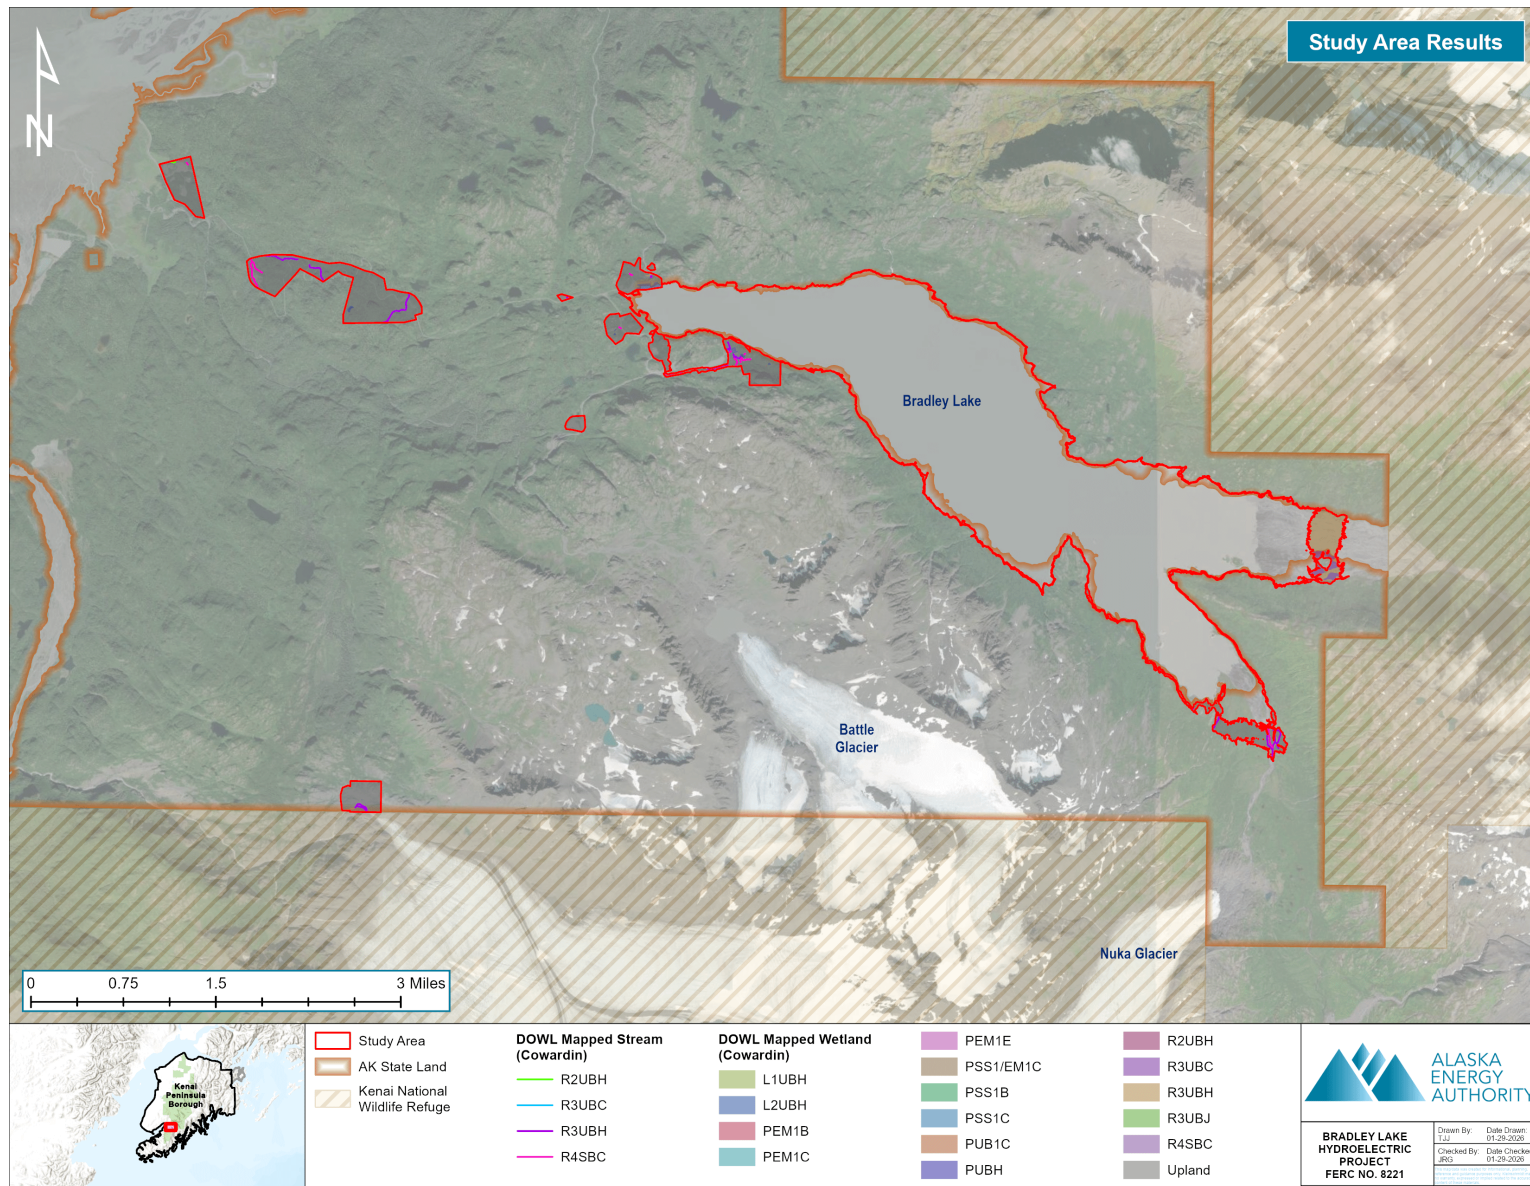 Study Area Results
N
Bradley Lake
Battle
Glacier
Nuka Glacier
0 0.75 1.5 3 Miles
Kenai
Peninsula
Borough
Study Area
AK State Land
Kenai National
Wildlife Refuge
DOWL Mapped Stream
(Cowardin)
R2UBH
R3UBC
R3UBH
R4SBC
DOWL Mapped Wetland
(Cowardin)
L1UBH
L2UBH
PEM1B
PEM1C
PEM1E
PSS1/EM1C
PSS1B
PSS1C
PUB1C
PUBH
R2UBH
R3UBC
R3UBH
R3UBJ
R4SBC
Upland
ALASKA
ENERGY
AUTHORITY
BRADLEY LAKE
HYDROELECTRIC
PROJECT
FERC NO. 8221
Drawn By: Date Drawn:
TJJ 01-29-2026
Checked By: Date Checke
JRG 01-29-2026